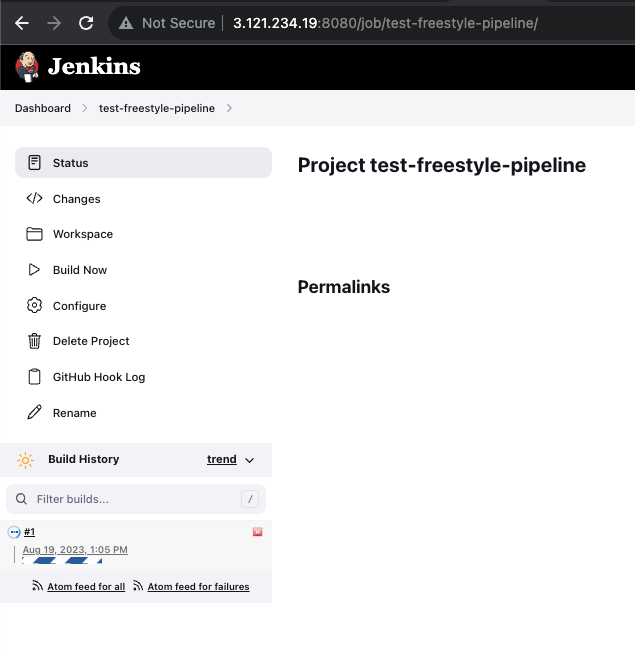 Not Secure | 3.121.234.19:8080/job/test-freestyle-pipeline/
Jenkins
Dashboard > test-freestyle-pipeline >
Status
Project test-freestyle-pipeline
Changes
Workspace
Build Now
Permalinks
Configure
Delete Project
GitHub Hook Log
Rename
Build History trend
Filter builds... /
#1
Aug 19, 2023, 1:05 PM
Atom feed for all Atom feed for failures